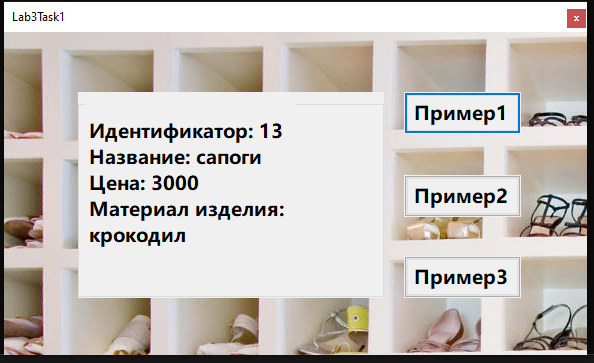 Lab3Task1
x
Идентификатор: 13
Название: сапоги
Цена: 3000
Материал изделия:
крокодил
Пример1
Пример2
Пример3